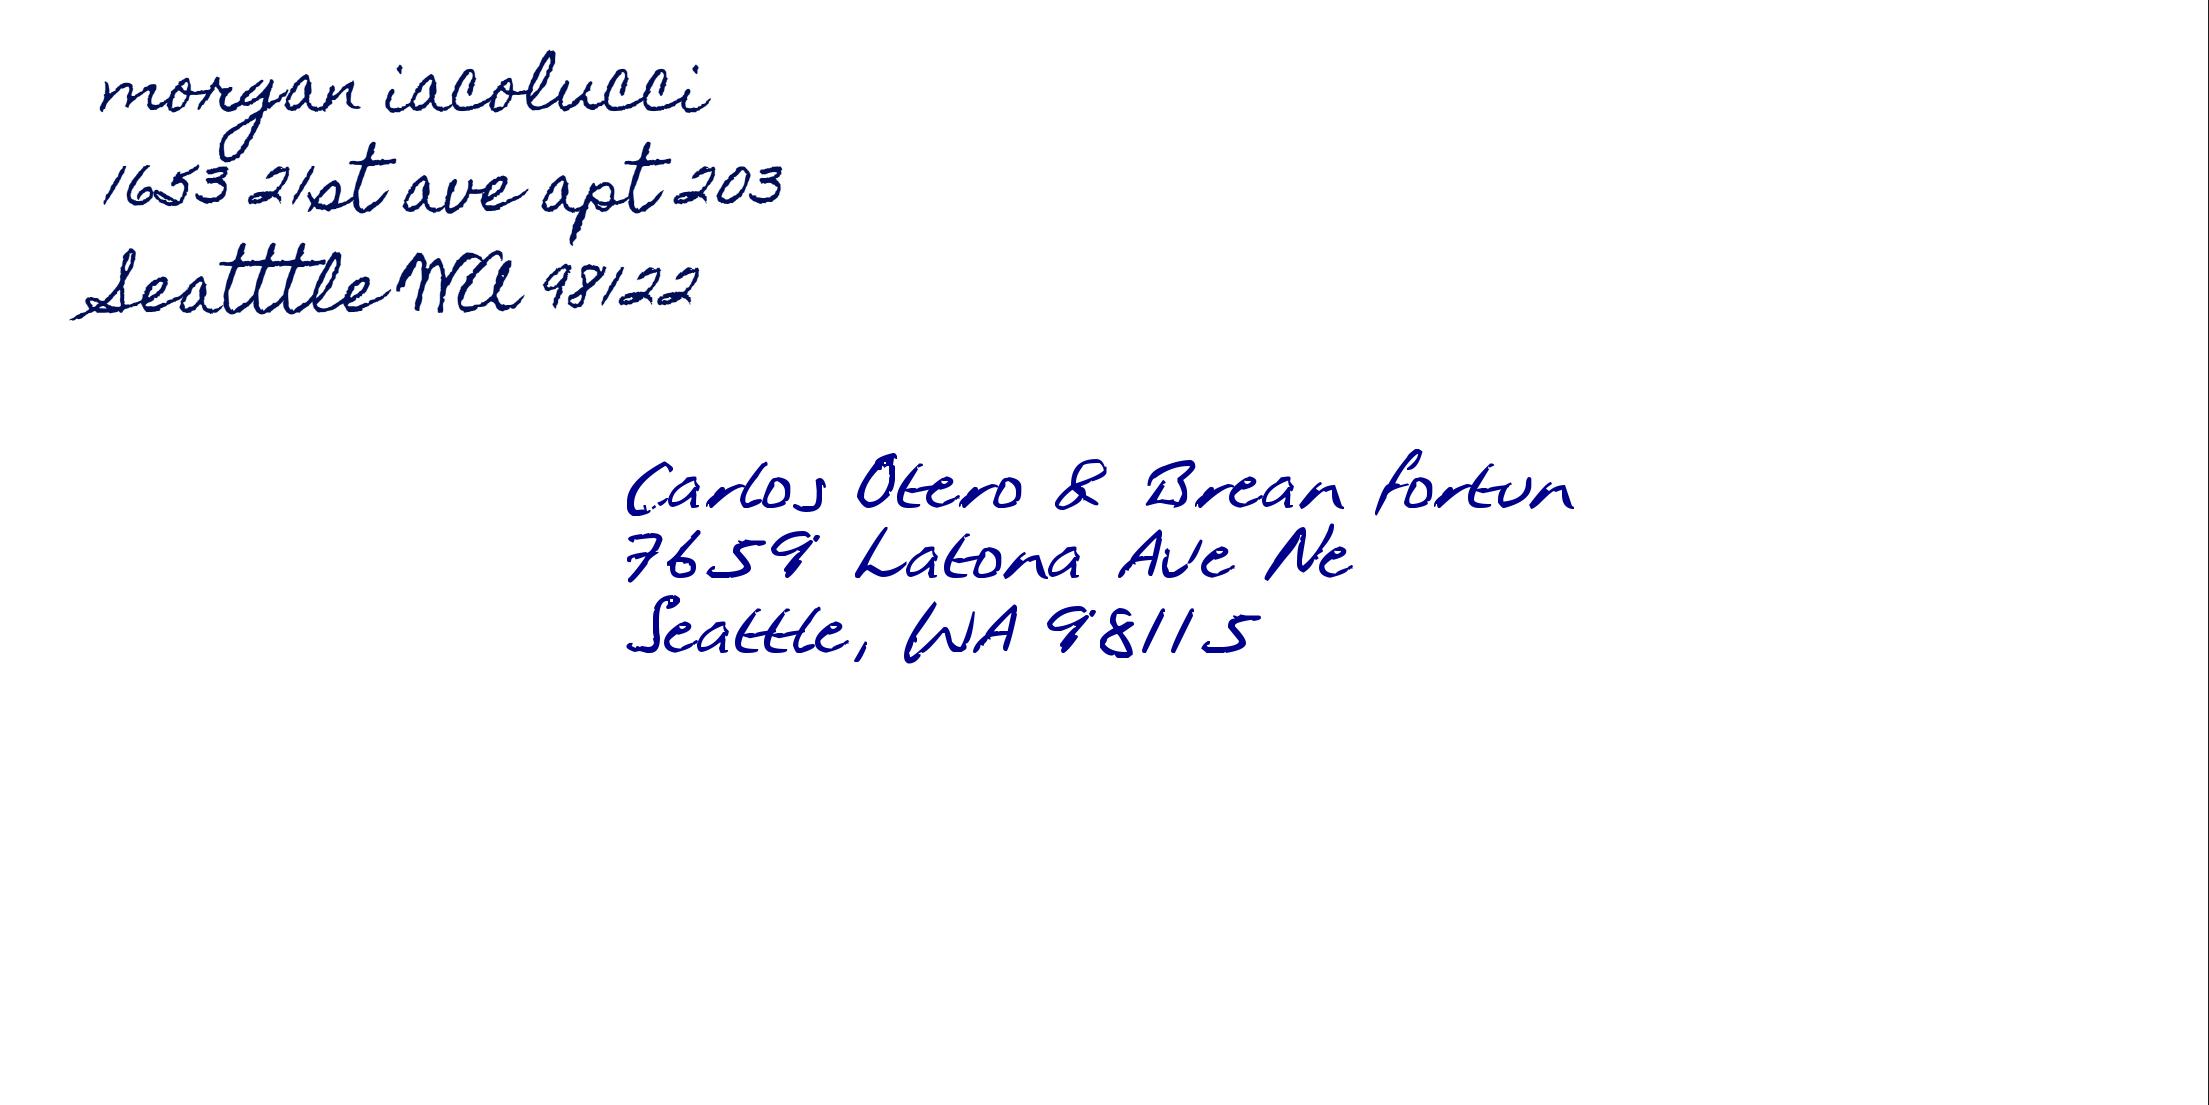 morgan iacolucci
1653 21st ave apt 203
Seatttle WA 98122
Carlos Otero & Brean fortun
7659 Latona Ave Ne
Seattle, WA 98115